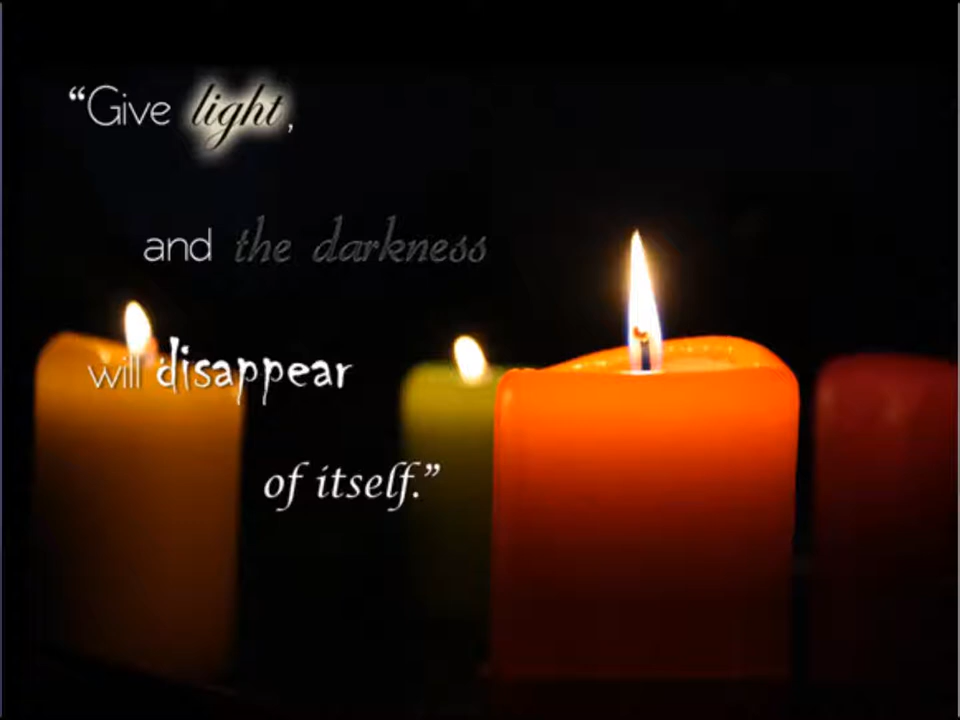 “Give light,
and the darkness
will disappear
of itself.”